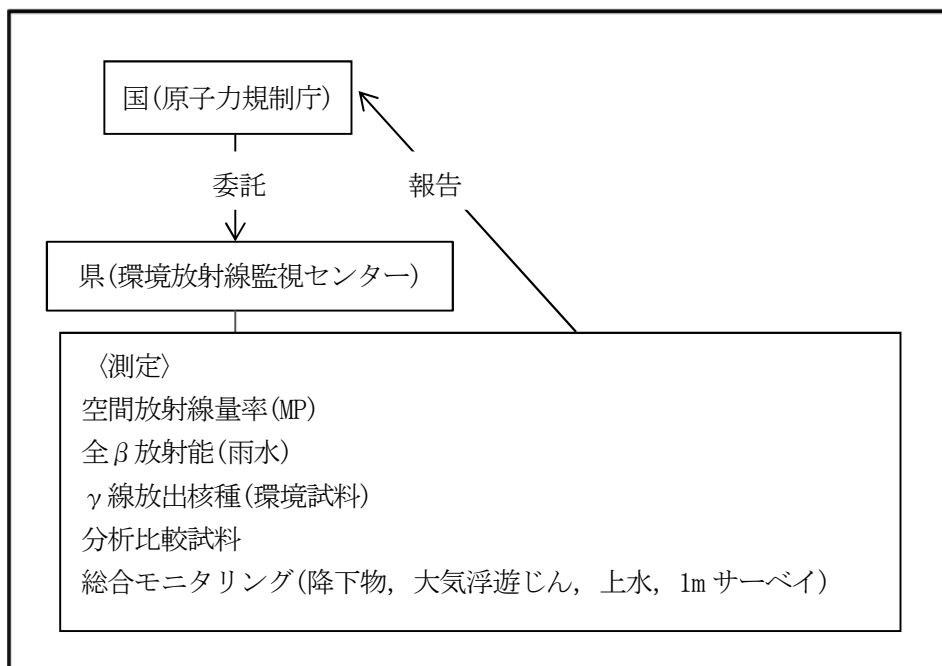 国(原子力規制庁)
委託
報告
県(環境放射線監視センター)
〈測定〉
空間放射線量率(MP)
全β放射能(雨水)
γ線放出核種(環境試料)
分析比較試料
総合モニタリング(降下物, 大気浮遊じん, 上水, 1m サーベイ)